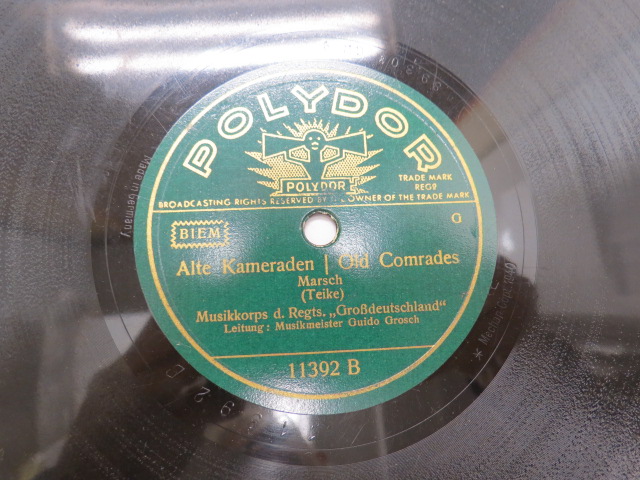 POLYDOR
POLYDOR
TRADE MARK
REGD
BROADCASTING RIGHTS RESERVED BY OWNER OF THE TRADE MARK
BIEM
a
Alte Kameraden | Old Comrades
Marsch
(Teike)
Musikkorps d. Regts. „Großdeutschland“
Leitung: Musikmeister Guido Grosch
11392 B
Made in Germany
11392